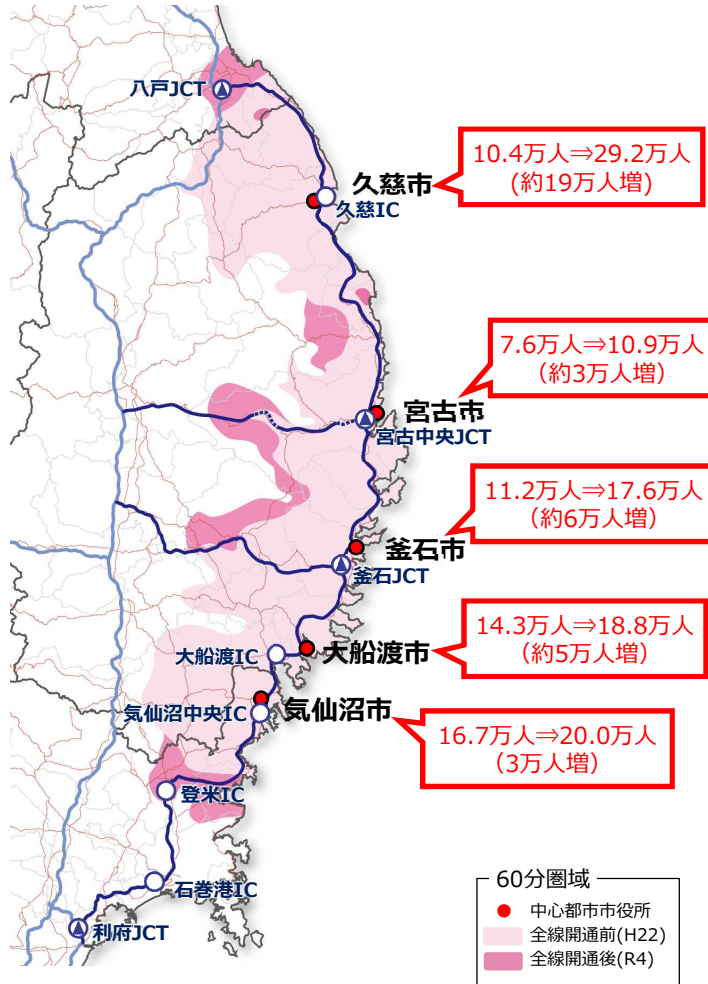 八戸JCT
10.4万人⇒29.2万人
(約19万人増)
久慈市
久慈IC
7.6万人⇒10.9万人
（約3万人増）
宮古市
宮古中央JCT
11.2万人⇒17.6万人
（約6万人増）
釜石市
釜石JCT
14.3万人⇒18.8万人
（約5万人増）
大船渡IC
大船渡市
気仙沼中央IC
気仙沼市
16.7万人⇒20.0万人
（3万人増）
登米IC
石巻港IC
利府JCT
60分圏域
中心都市市役所
全線開通前(H22)
全線開通後(R4)